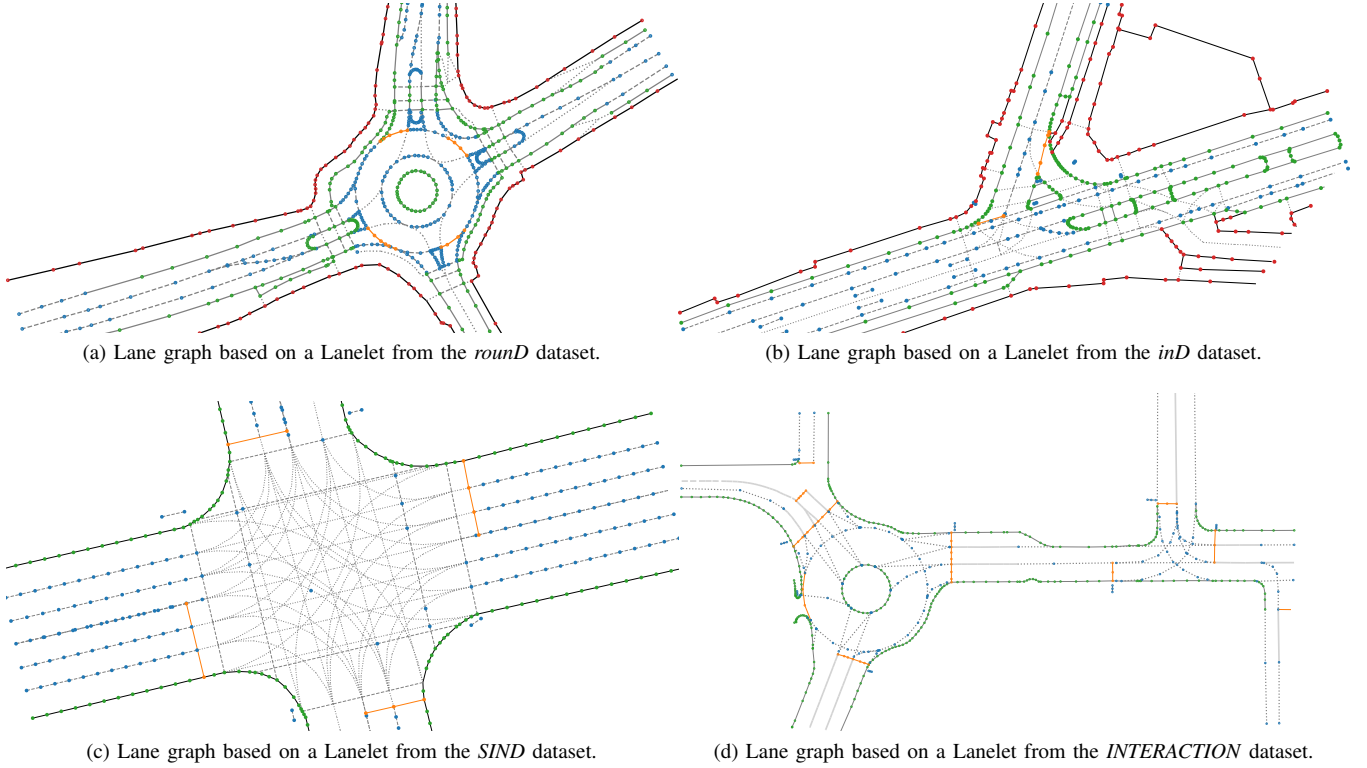 (a) Lane graph based on a Lanelet from the rounD dataset.
(b) Lane graph based on a Lanelet from the inD dataset.
(c) Lane graph based on a Lanelet from the SIND dataset.
(d) Lane graph based on a Lanelet from the INTERACTION dataset.